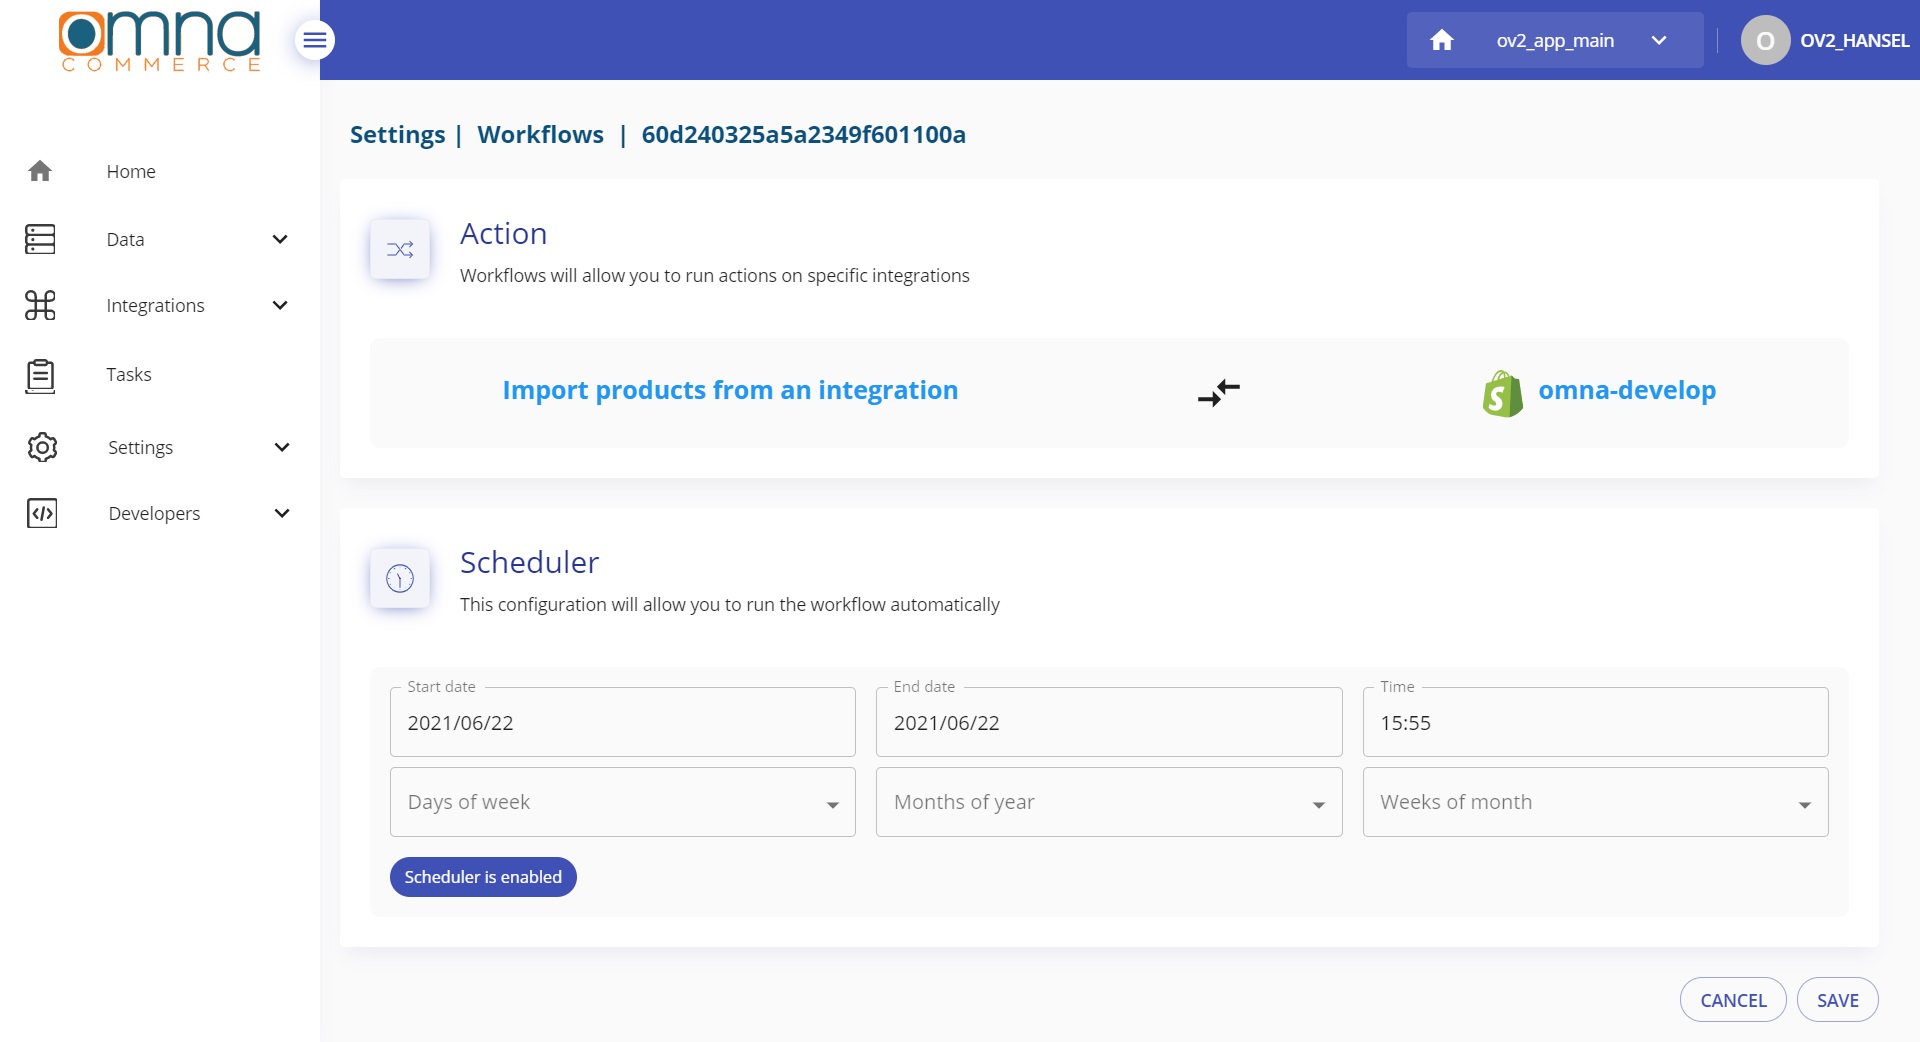 omna
COMMERCE
ov2_app_main
O
OV2_HANSEL
Home
Data
Integrations
Tasks
Settings
Developers
Settings | Workflows | 60d240325a5a2349f601100a
Action
Workflows will allow you to run actions on specific integrations
Import products from an integration
omna-develop
Scheduler
This configuration will allow you to run the workflow automatically
Start date
2021/06/22
End date
2021/06/22
Time
15:55
Days of week
Months of year
Weeks of month
Scheduler is enabled
CANCEL
SAVE